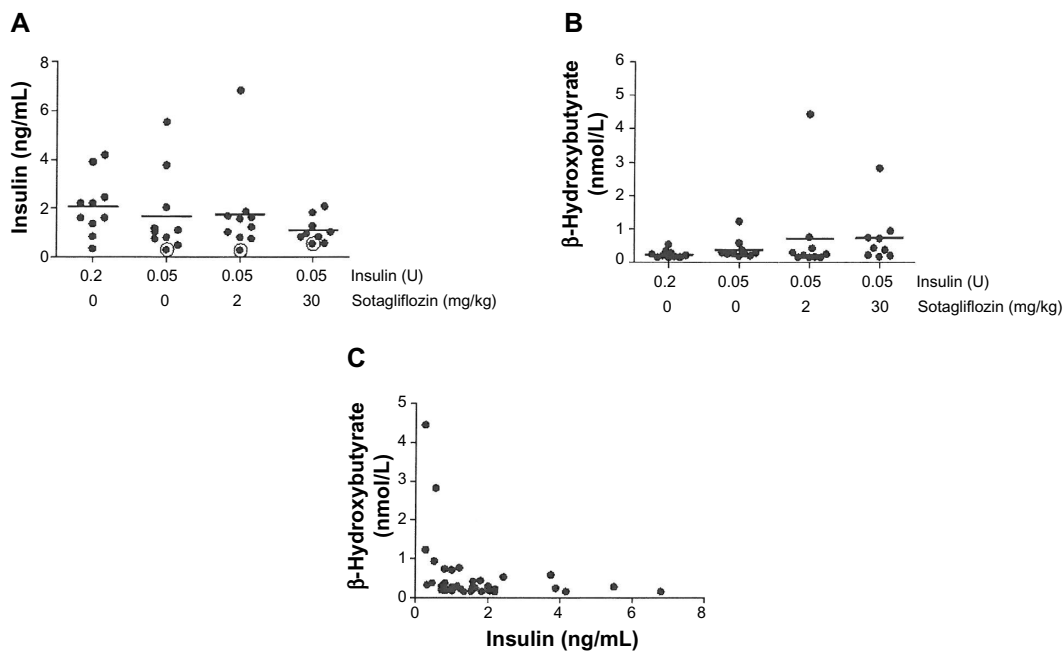 A
Insulin (ng/mL)
8
6
4
2
0
0.2 0.05 0.05 0.05 Insulin (U)
0 0 2 30 Sotagliflozin (mg/kg)
B
β-Hydroxybutyrate
(nmol/L)
6
5
4
3
2
1
0
0.2 0.05 0.05 0.05 Insulin (U)
0 0 2 30 Sotagliflozin (mg/kg)
C
β-Hydroxybutyrate
(nmol/L)
5
4
3
2
1
0
0 2 4 6 8
Insulin (ng/mL)